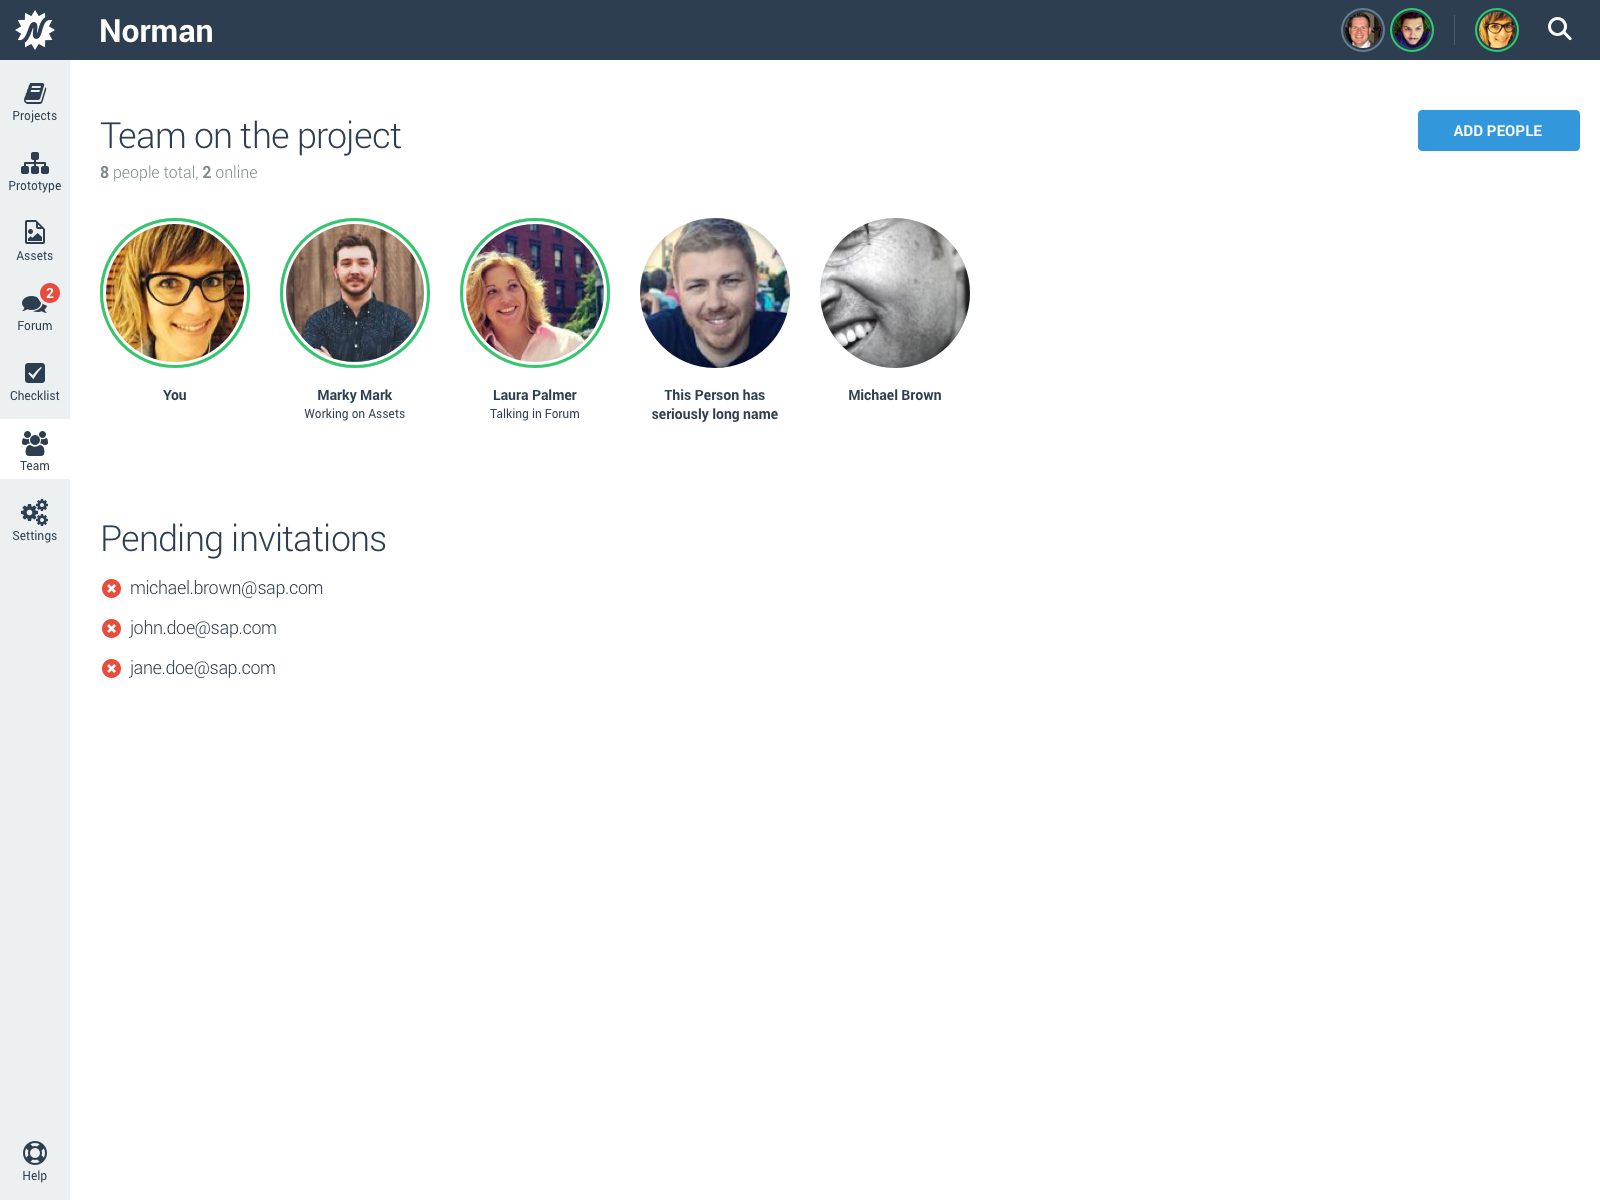 Norman
Projects
Prototype
Assets
2
Forum
Checklist
Team
Settings
Help
Team on the project
8 people total, 2 online
ADD PEOPLE
You
Marky Mark
Working on Assets
Laura Palmer
Talking in Forum
This Person has
seriously long name
Michael Brown
Pending invitations
michael.brown@sap.com
john.doe@sap.com
jane.doe@sap.com